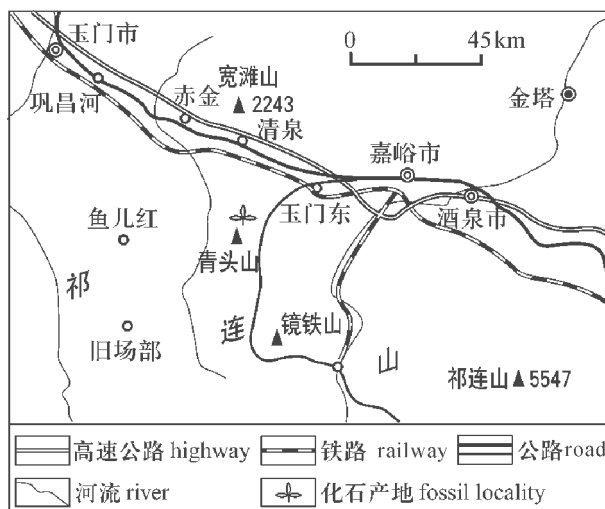 玉门市
0 45km
宽滩山
▲2243
赤金
巩昌河
清泉
金塔
嘉峪市
玉门东
酒泉市
鱼儿红
青头山
祁
连
山
镜铁山
旧场部
祁连山▲5547
高速公路 highway
铁路 railway
公路road
河流 river
化石产地 fossil locality